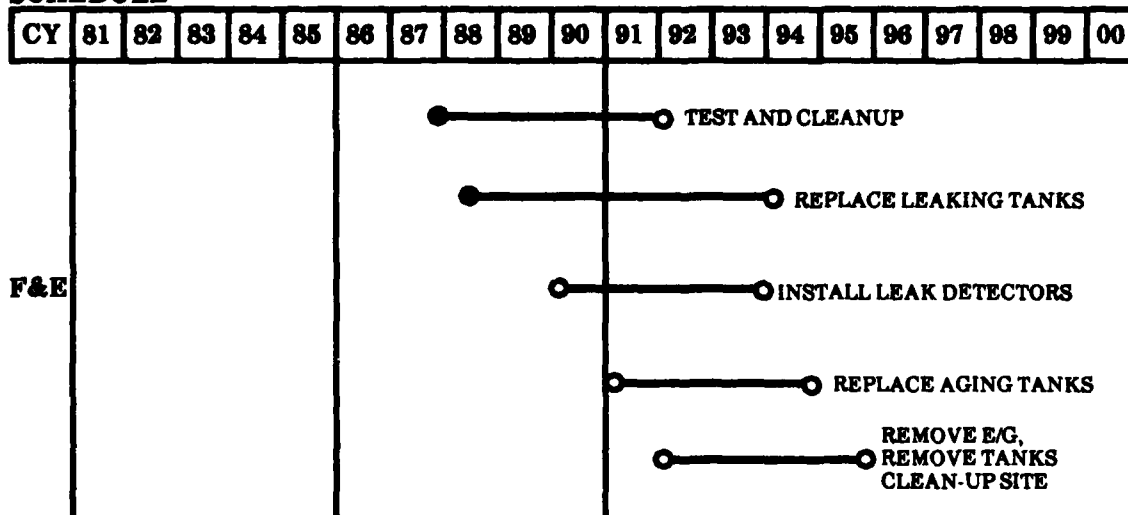 CY 81 82 83 84 85 86 87 88 89 90 91 92 93 94 95 96 97 98 99 00
TEST AND CLEANUP
REPLACE LEAKING TANKS
F&E
INSTALL LEAK DETECTORS
REPLACE AGING TANKS
REMOVE E/G,
REMOVE TANKS
CLEAN-UP SITE